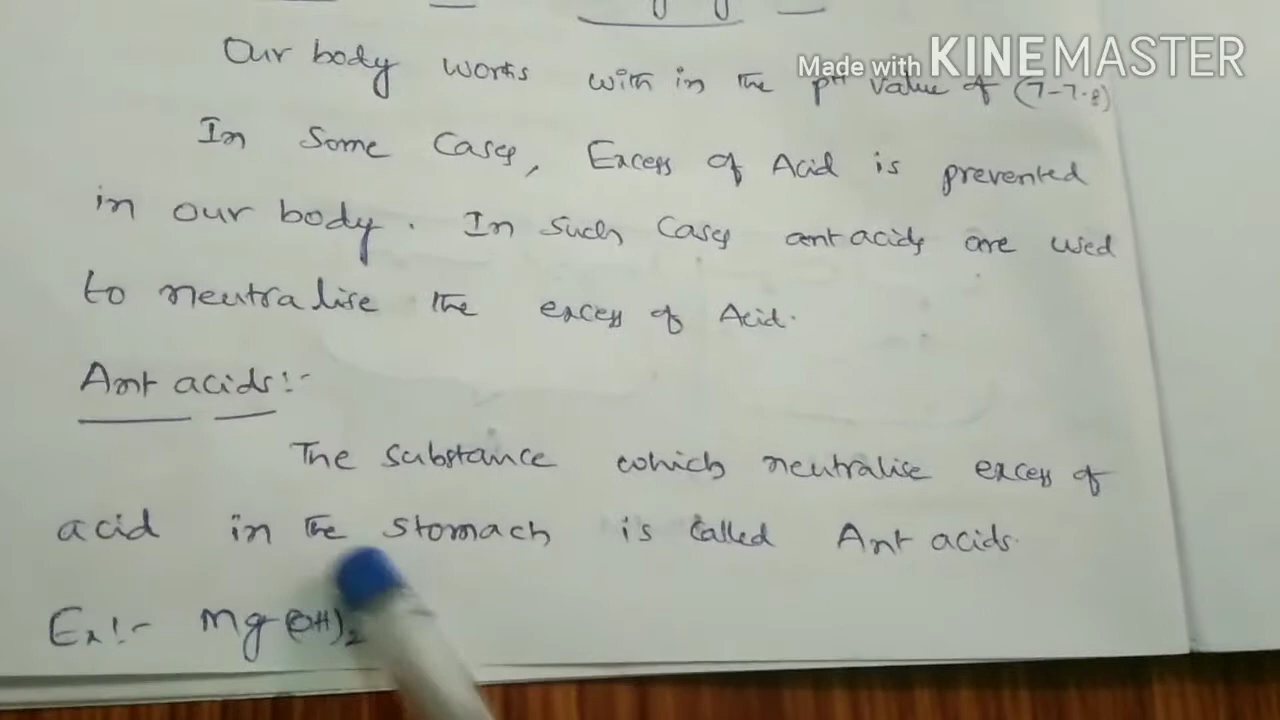 Our body works with in the pH value of (7-7.8)
Made with KINEMASTER
In Some Cases, Excess of Acid is prevented
in our body. In such Cases ant acids are used
to neutralise the excess of Acid.
Ant acids:-
The substance which neutralise excess of
acid in the stomach is called Ant acids.
Ex:- Mg(OH)2